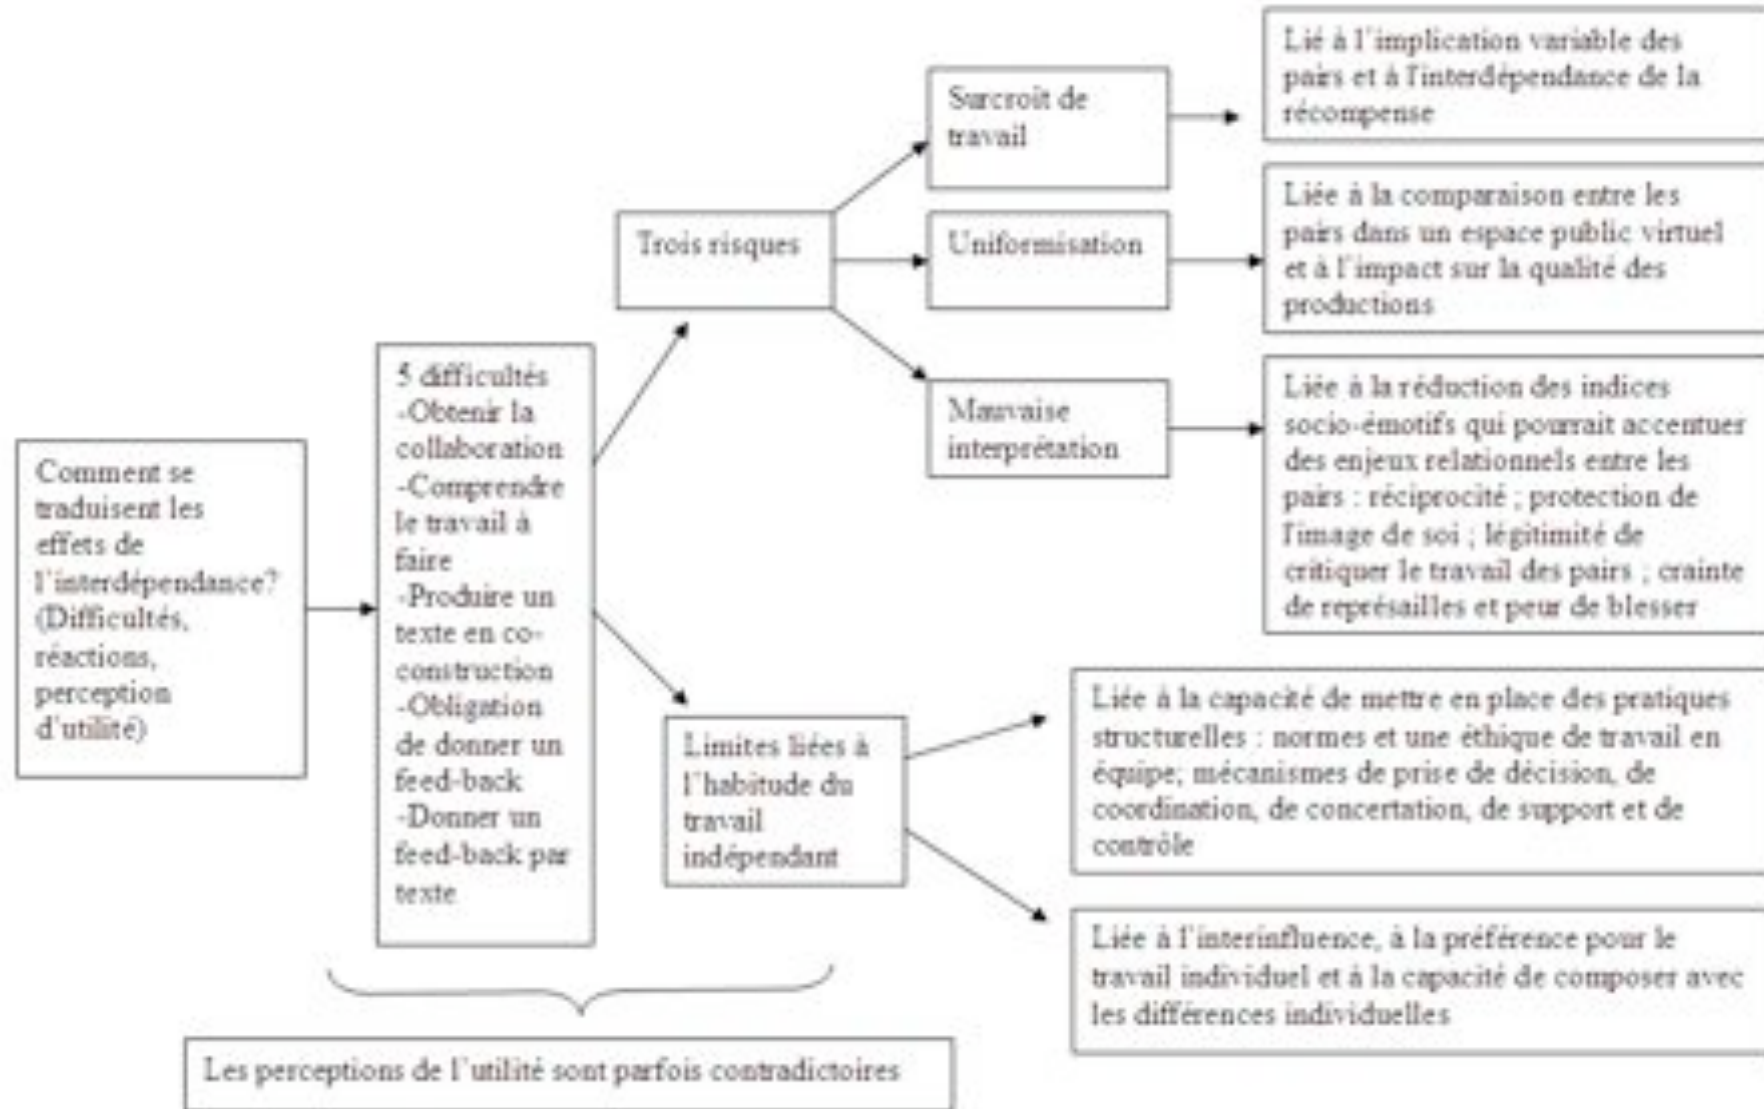 Comment se
traduisent les
effets de
l'interdépendance?
(Difficultés,
réactions,
perception
d'utilité)
5 difficultés
-Obtenir la
collaboration
-Comprendre
le travail à
faire
-Produire un
texte en co-
construction
-Obligation
de donner un
feed-back
-Donner un
feed-back par
texte
Trois risques
Surcroit de
travail
Lié à l'implication variable des
pairs et à l'interdépendance de la
récompense
Uniformisation
Liée à la comparaison entre les
pairs dans un espace public virtuel
et à l'impact sur la qualité des
productions
Mauvaise
interprétation
Liée à la réduction des indices
socio-émotifs qui pourrait accentuer
des enjeux relationnels entre les
pairs : réciprocité ; protection de
l'image de soi ; légitimité de
critiquer le travail des pairs ; crainte
de représailles et peur de blesser
Limites liées à
l'habitude du
travail
indépendant
Liée à la capacité de mettre en place des pratiques
structurelles : normes et une éthique de travail en
équipe; mécanismes de prise de décision, de
coordination, de concertation, de support et de
contrôle
Liée à l'interinfluence, à la préférence pour le
travail individuel et à la capacité de composer avec
les différences individuelles
Les perceptions de l'utilité sont parfois contradictoires